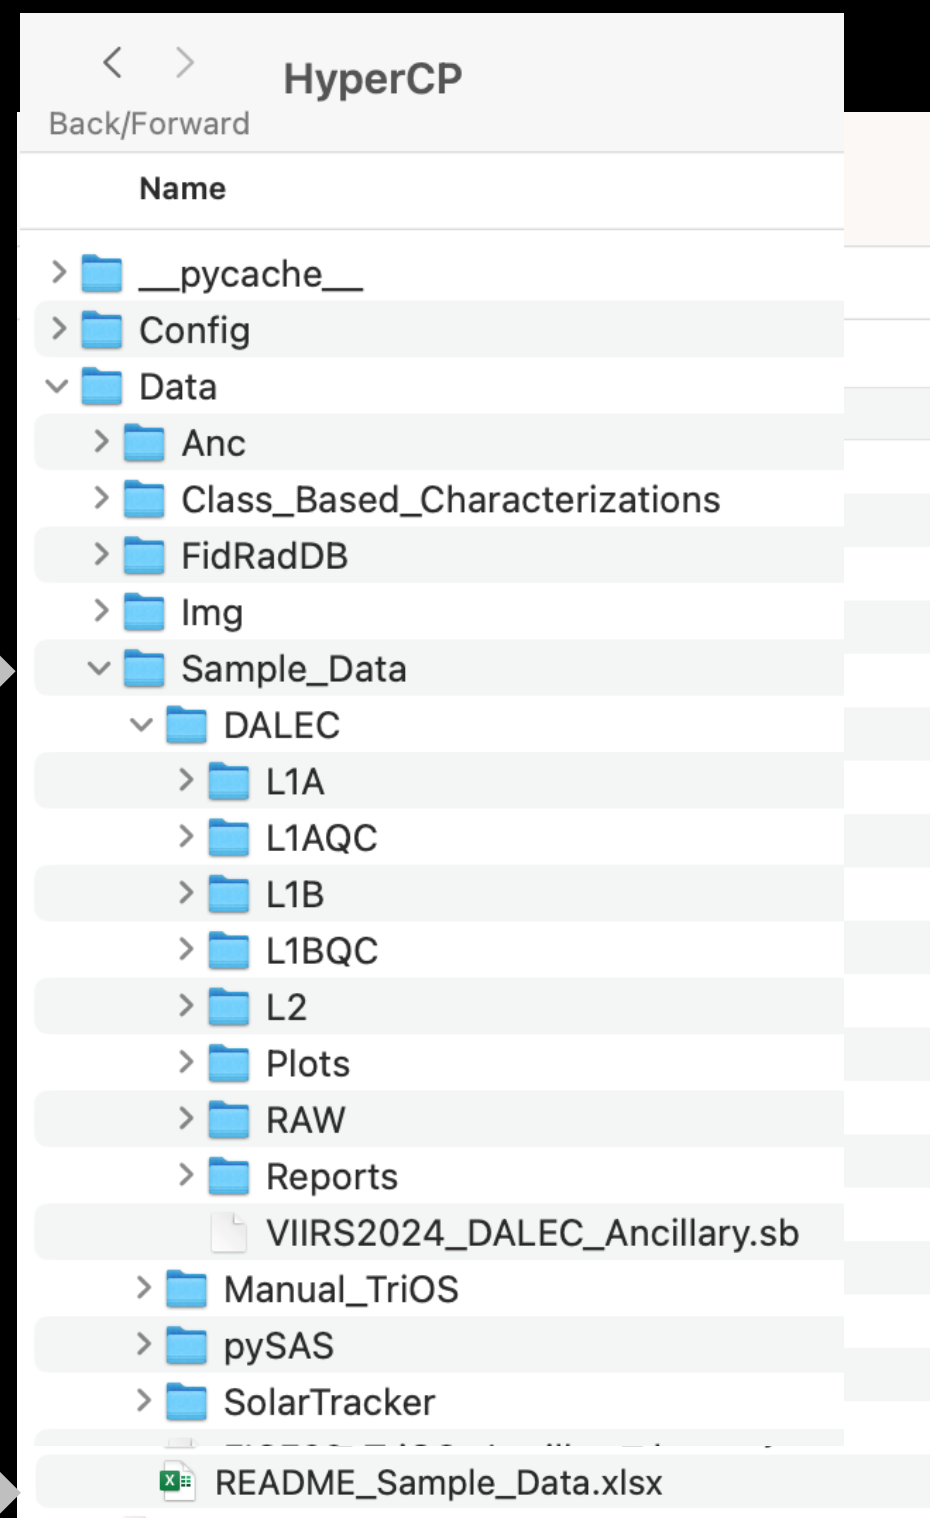 HyperCP
Back/Forward
Name
__pycache__
Config
Data
Anc
Class_Based_Characterizations
FidRadDB
Img
Sample_Data
DALEC
L1A
L1AQC
L1B
L1BQC
L2
Plots
RAW
Reports
VIIRS2024_DALEC_Ancillary.sb
Manual_TriOS
pySAS
SolarTracker
README_Sample_Data.xlsx